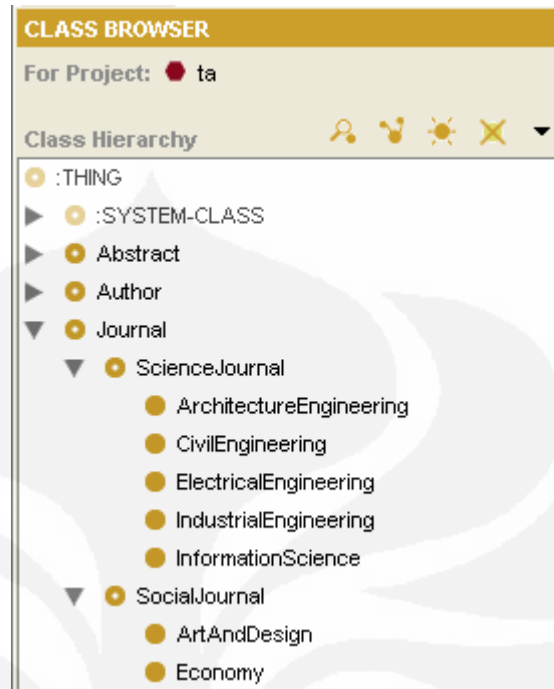 CLASS BROWSER
For Project: ta
Class Hierarchy
:THING
:SYSTEM-CLASS
Abstract
Author
Journal
ScienceJournal
ArchitectureEngineering
CivilEngineering
ElectricalEngineering
IndustrialEngineering
InformationScience
SocialJournal
ArtAndDesign
Economy